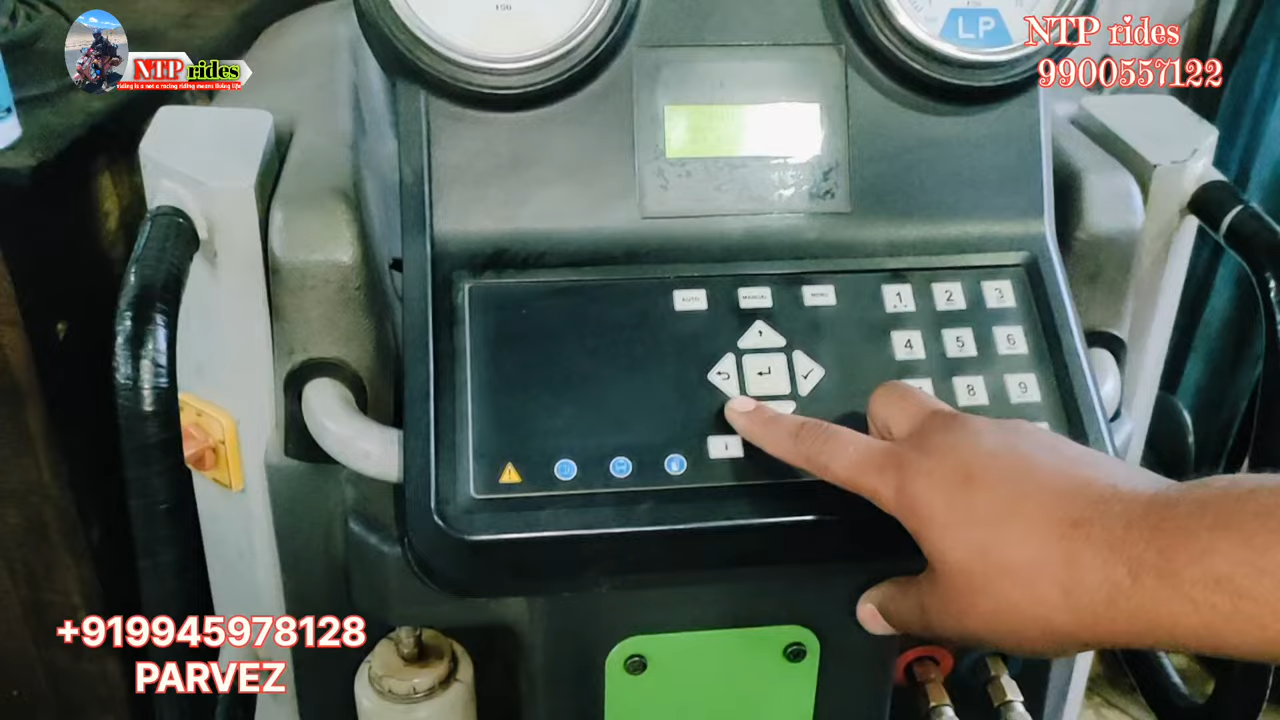 NTP rides
riding is a not a racing riding means living life
LP
NTP rides
9900557122
AUTO
MANUAL
MENU
1 2 3
4 5 6
8 9
i
+919945978128
PARVEZ